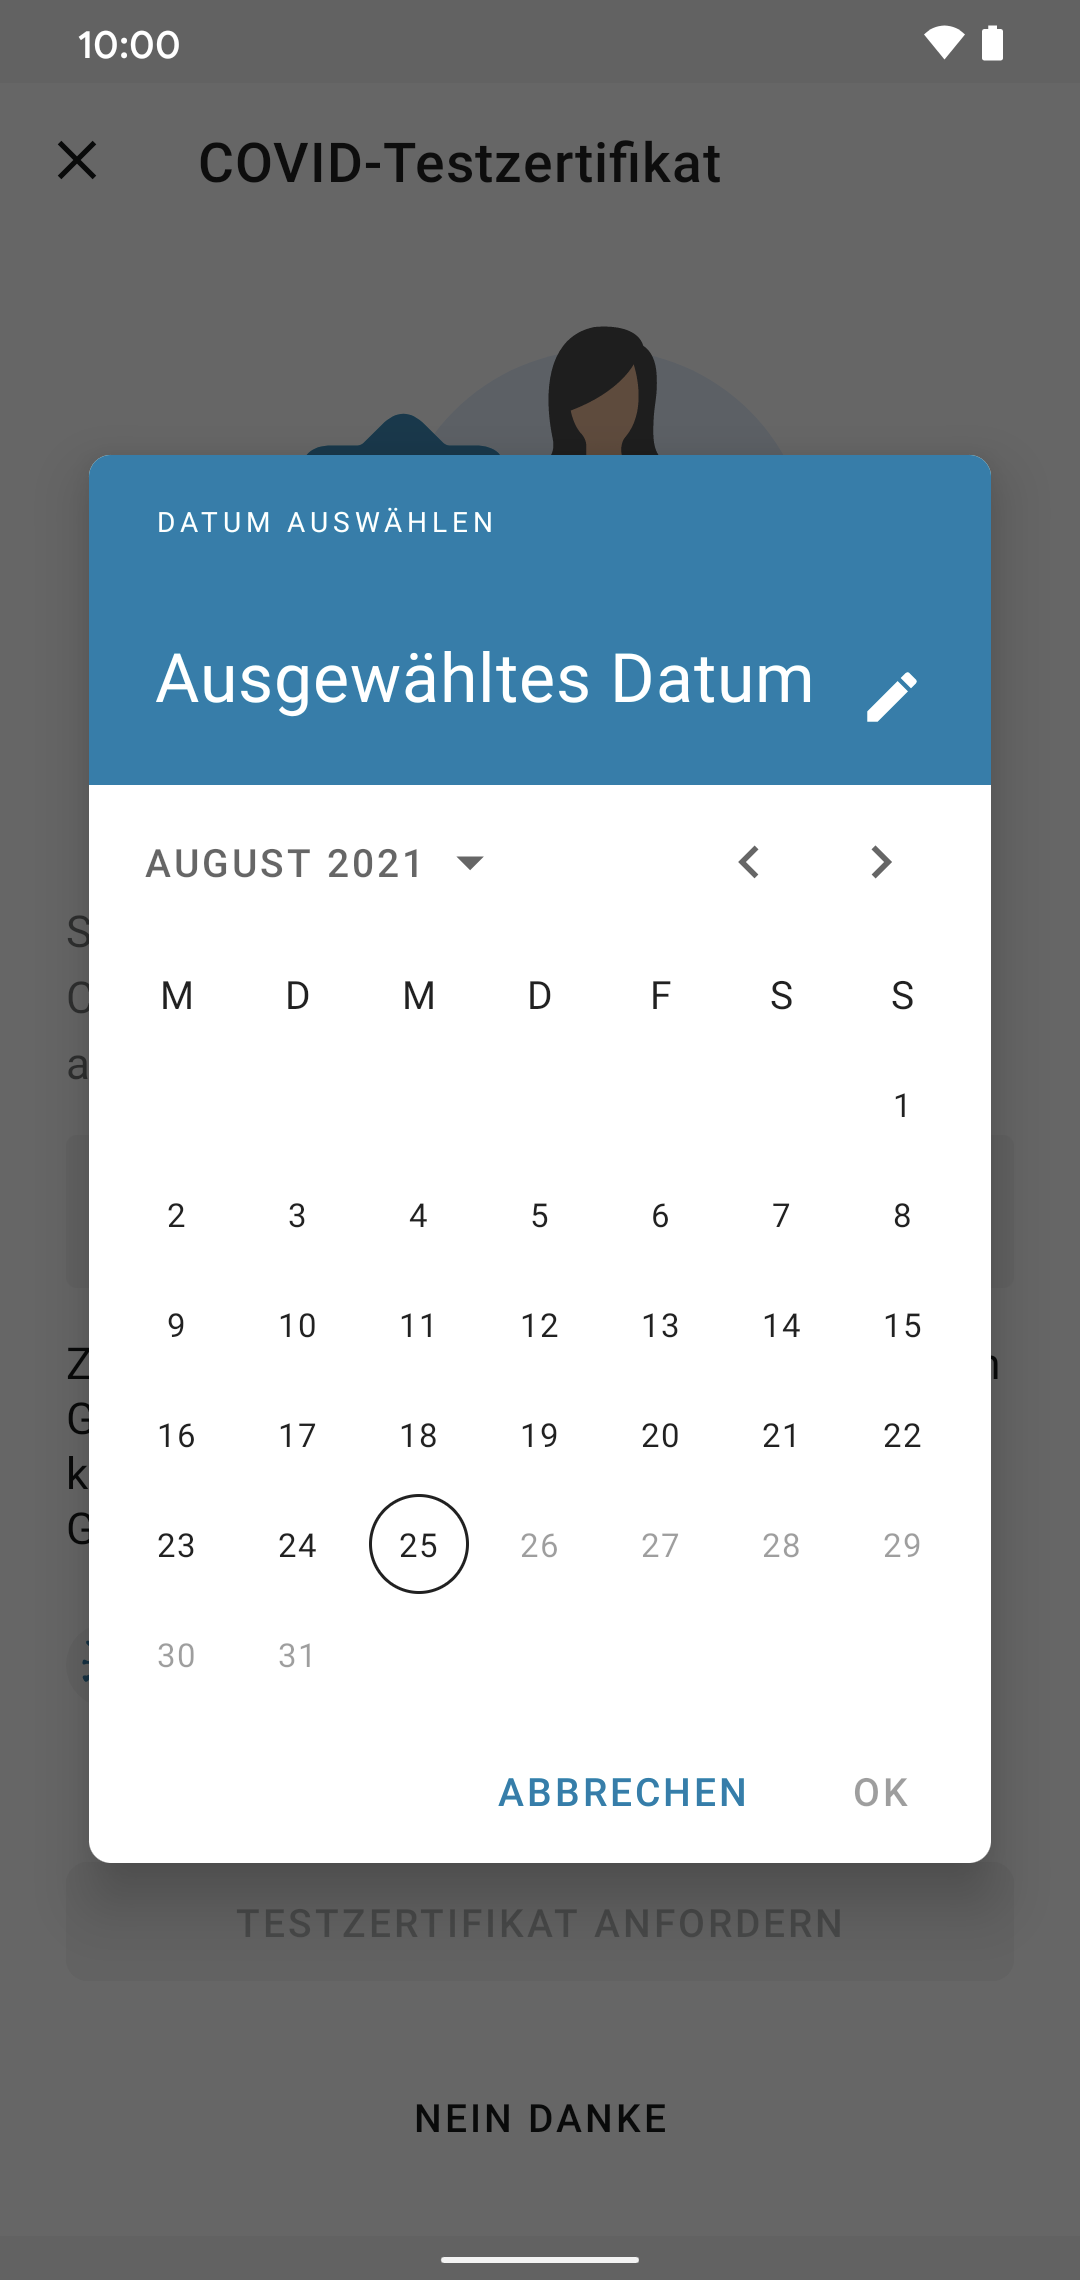 10:00
COVID-Testzertifikat
DATUM AUSWÄHLEN
Ausgewähltes Datum
AUGUST 2021
M D M D F S S
1
2 3 4 5 6 7 8
9 10 11 12 13 14 15
16 17 18 19 20 21 22
23 24 25 26 27 28 29
30 31
ABBRECHEN OK
TESTZERTIFIKAT ANFORDERN
NEIN DANKE